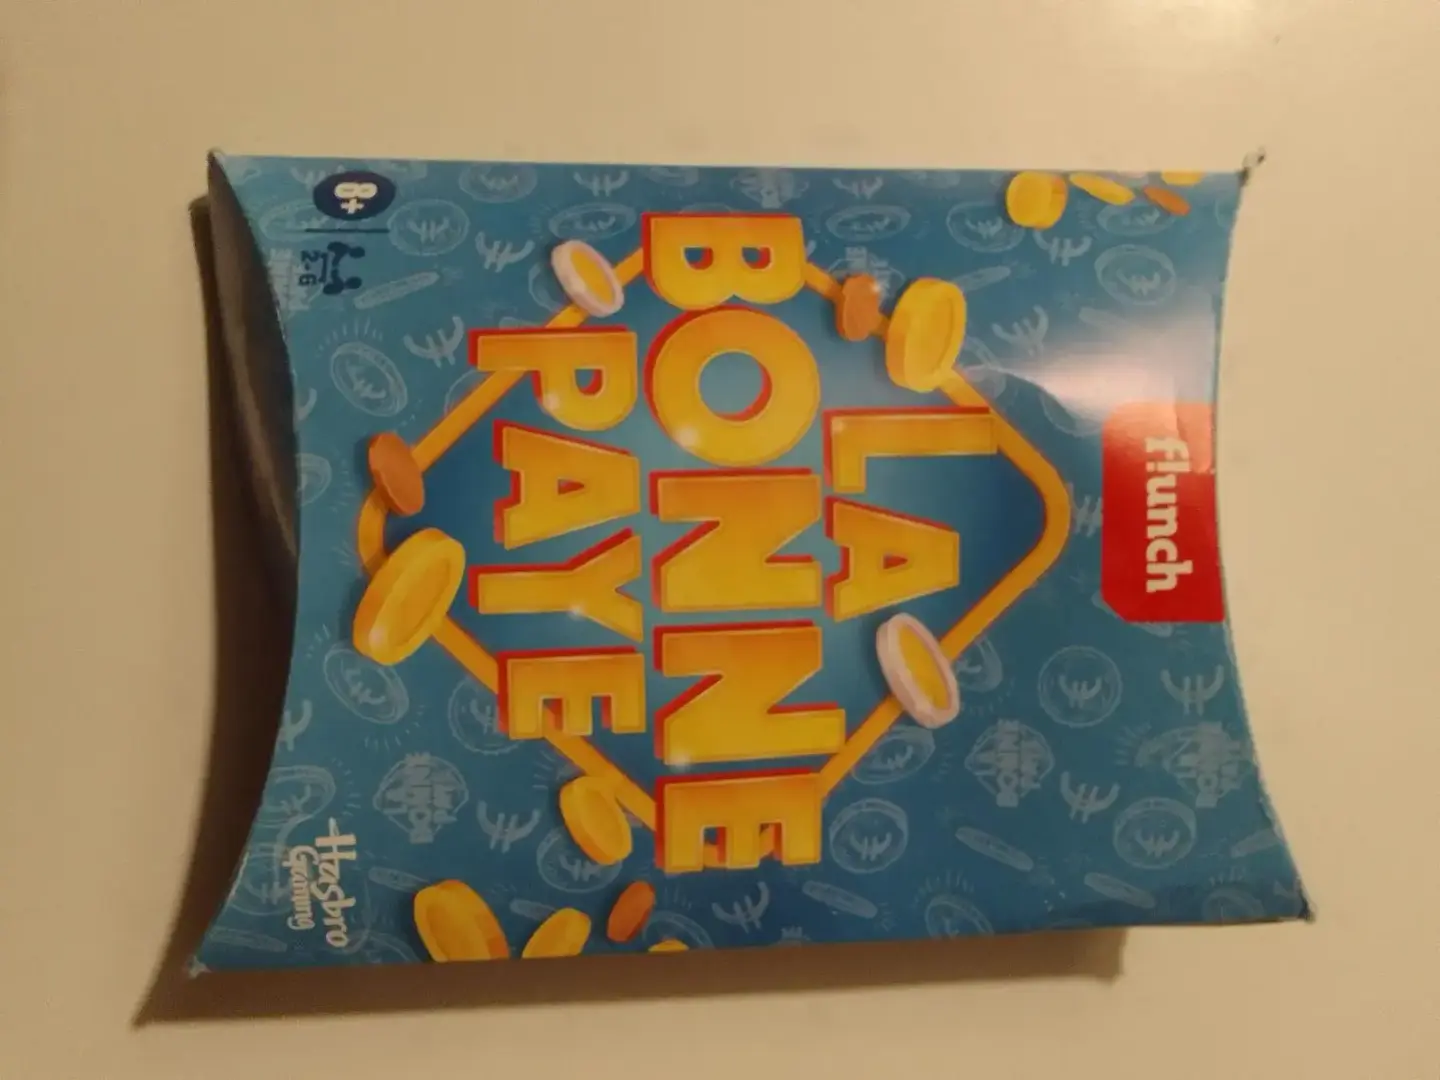 flunch
LA
BONNE
PAYE
8+
2-6
Hasbro
Gaming